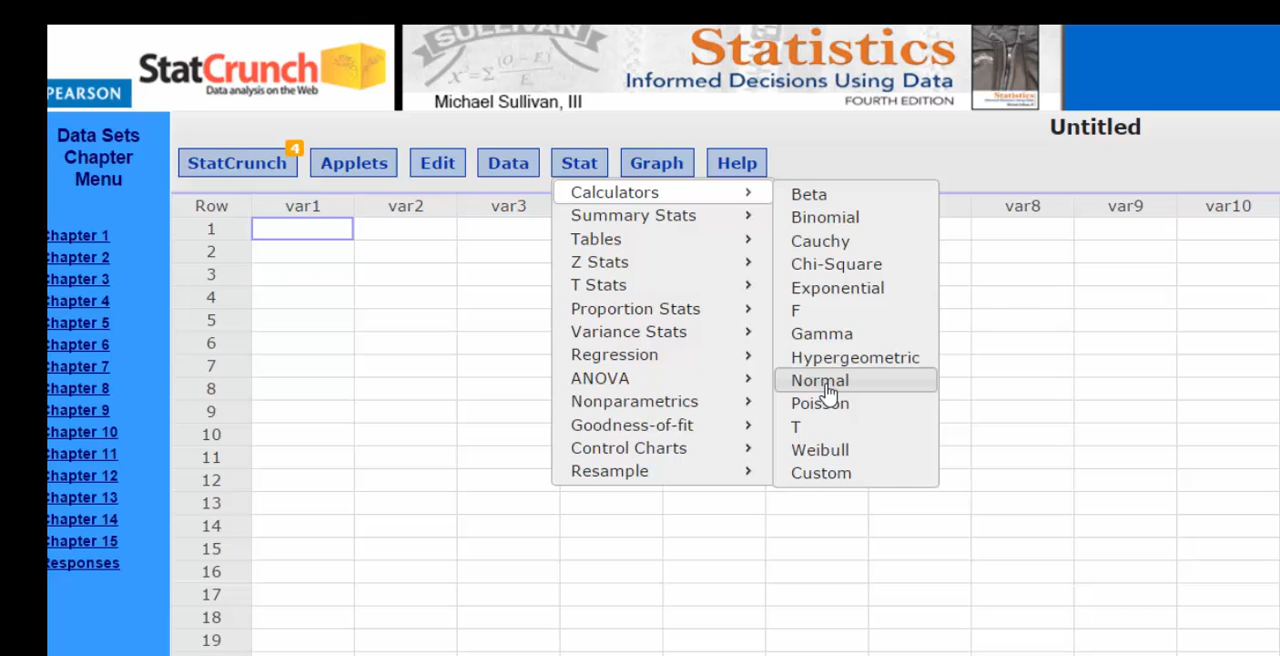 PEARSON
StatCrunch
Data analysis on the Web
SULLIVAN
Michael Sullivan, III
Statistics
Informed Decisions Using Data
FOURTH EDITION
Statistics
Untitled
Data Sets
Chapter
Menu
hapter 1
hapter 2
hapter 3
hapter 4
hapter 5
hapter 6
hapter 7
hapter 8
hapter 9
hapter 10
hapter 11
hapter 12
hapter 13
hapter 14
hapter 15
esponses
StatCrunch 4 Applets Edit Data Stat Graph Help
Row var1 var2 var3 var8 var9 var10
1
2
3
4
5
6
7
8
9
10
11
12
13
14
15
16
17
18
19
Calculators
Summary Stats
Tables
Z Stats
T Stats
Proportion Stats
Variance Stats
Regression
ANOVA
Nonparametrics
Goodness-of-fit
Control Charts
Resample
Beta
Binomial
Cauchy
Chi-Square
Exponential
F
Gamma
Hypergeometric
Normal
Poisson
T
Weibull
Custom